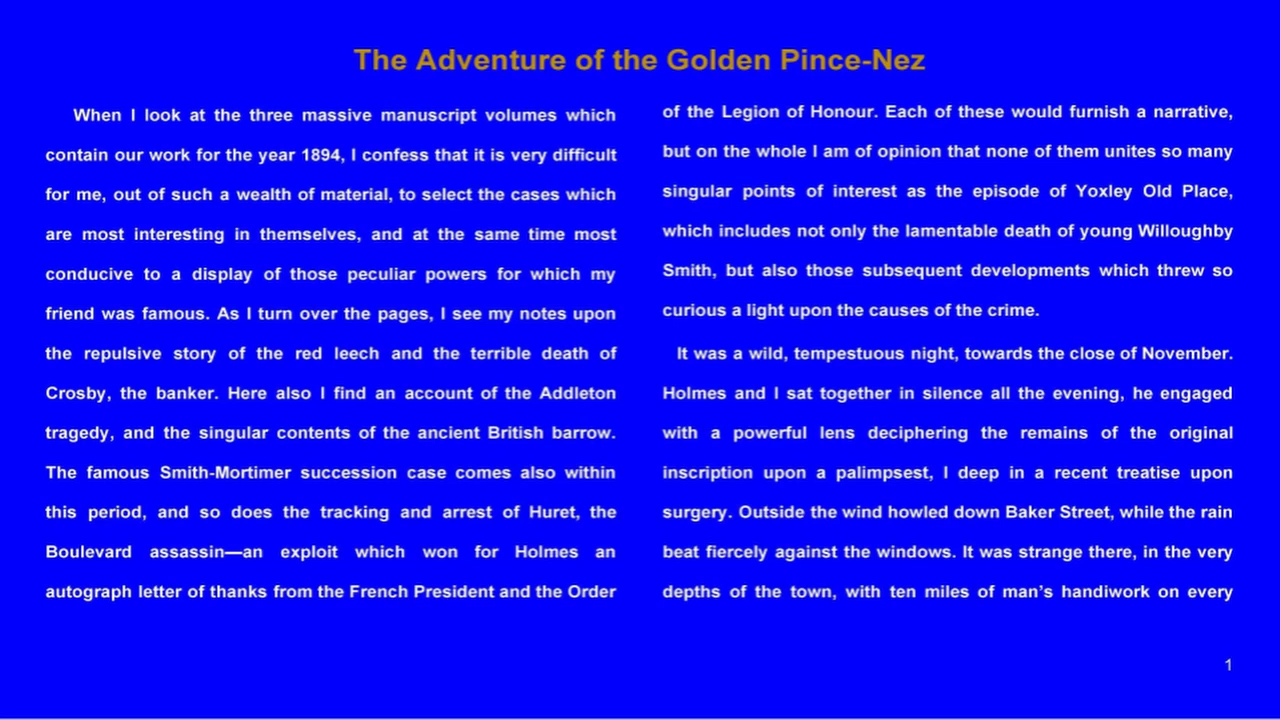 The Adventure of the Golden Pince-Nez
When I look at the three massive manuscript volumes which
contain our work for the year 1894, I confess that it is very difficult
for me, out of such a wealth of material, to select the cases which
are most interesting in themselves, and at the same time most
conducive to a display of those peculiar powers for which my
friend was famous. As I turn over the pages, I see my notes upon
the repulsive story of the red leech and the terrible death of
Crosby, the banker. Here also I find an account of the Addleton
tragedy, and the singular contents of the ancient British barrow.
The famous Smith-Mortimer succession case comes also within
this period, and so does the tracking and arrest of Huret, the
Boulevard assassin—an exploit which won for Holmes an
autograph letter of thanks from the French President and the Order
of the Legion of Honour. Each of these would furnish a narrative,
but on the whole I am of opinion that none of them unites so many
singular points of interest as the episode of Yoxley Old Place,
which includes not only the lamentable death of young Willoughby
Smith, but also those subsequent developments which threw so
curious a light upon the causes of the crime.
It was a wild, tempestuous night, towards the close of November.
Holmes and I sat together in silence all the evening, he engaged
with a powerful lens deciphering the remains of the original
inscription upon a palimpsest, I deep in a recent treatise upon
surgery. Outside the wind howled down Baker Street, while the rain
beat fiercely against the windows. It was strange there, in the very
depths of the town, with ten miles of man’s handiwork on every
1